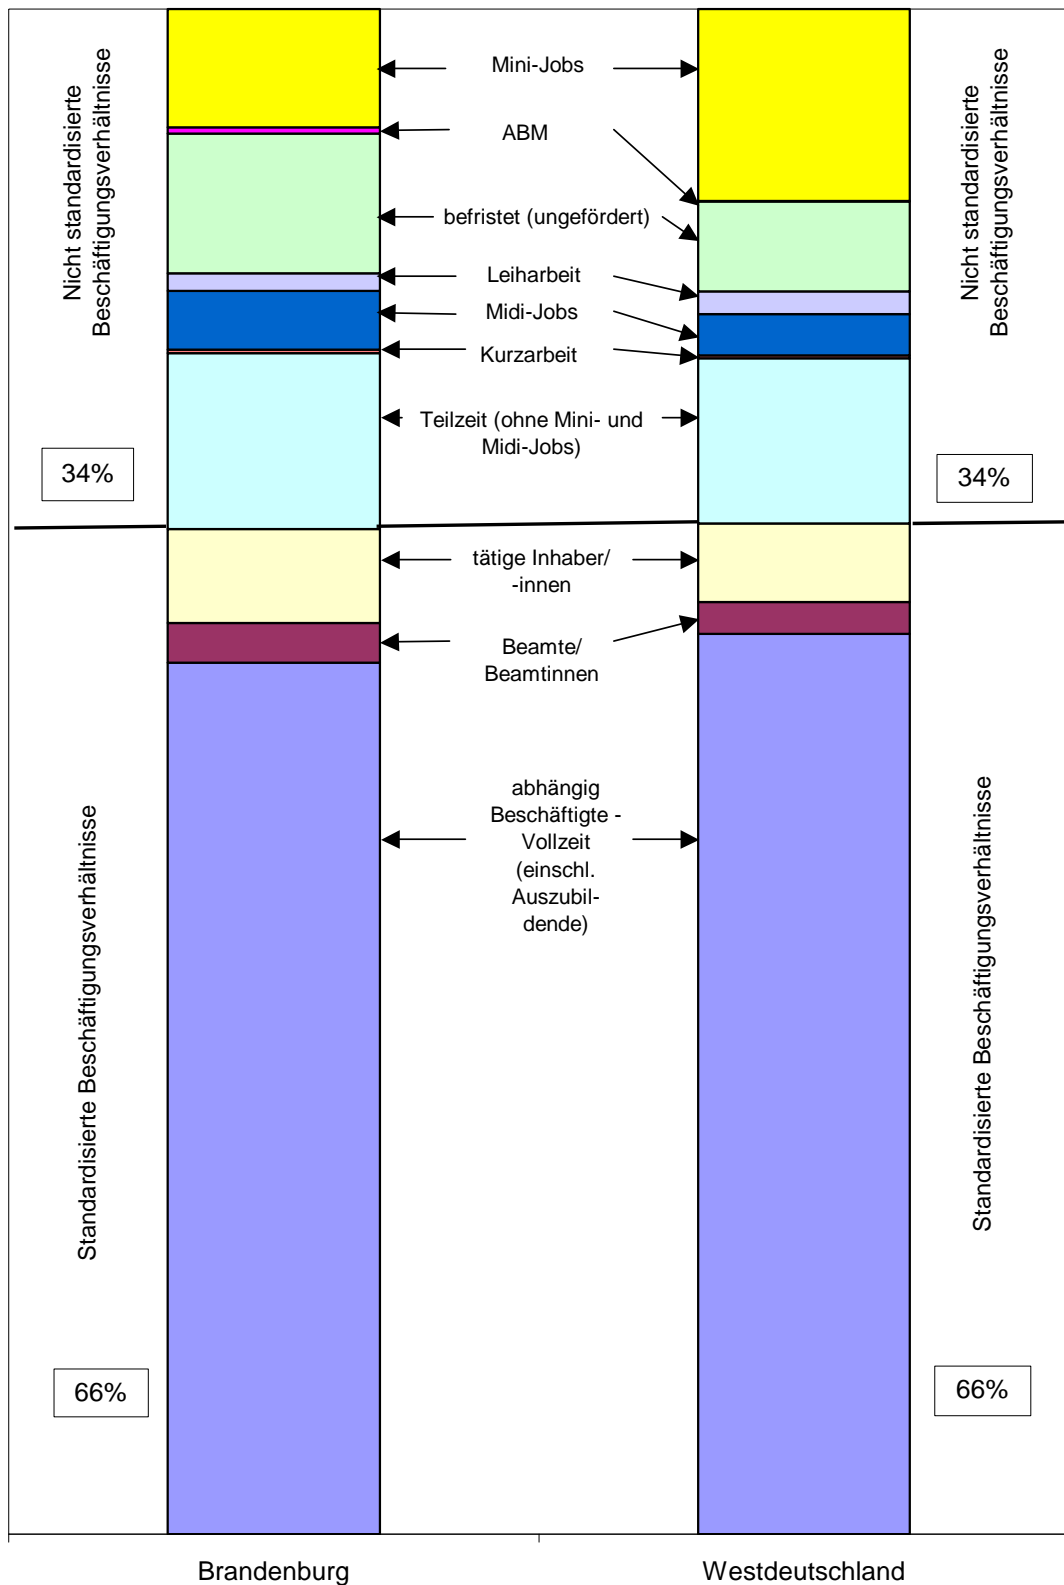 Nicht standardisierte
Beschäftigungsverhältnisse
34%
Standardisierte Beschäftigungsverhältnisse
66%
Mini-Jobs
ABM
befristet (ungefördert)
Leiharbeit
Midi-Jobs
Kurzarbeit
Teilzeit (ohne Mini- und
Midi-Jobs)
tätige Inhaber/
-innen
Beamte/
Beamtinnen
abhängig
Beschäftigte -
Vollzeit
(einschl.
Auszubil-
dende)
Nicht standardisierte
Beschäftigungsverhältnisse
34%
Standardisierte Beschäftigungsverhältnisse
66%
Brandenburg
Westdeutschland